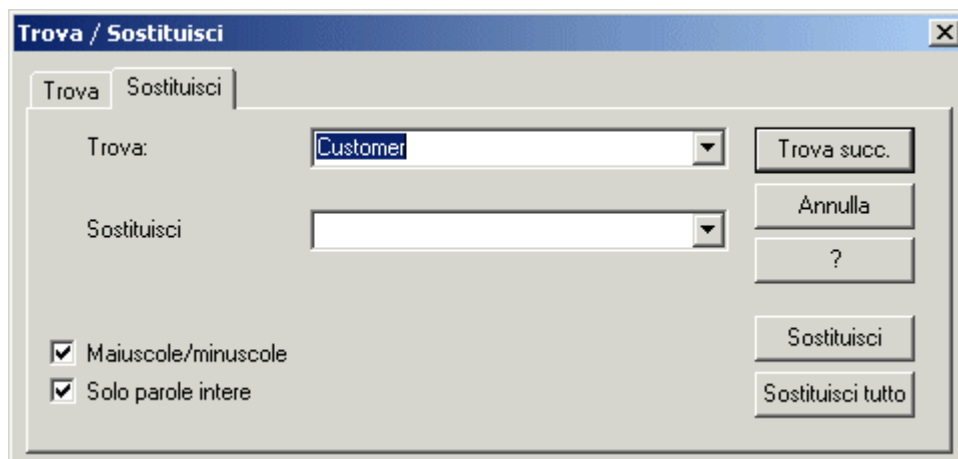 Trova / Sostituisci
Trova
Sostituisci
Trova:
Customer
Trova succ.
Annulla
Sostituisci
?
Sostituisci
Maiuscole/minuscole
Solo parole intere
Sostituisci tutto